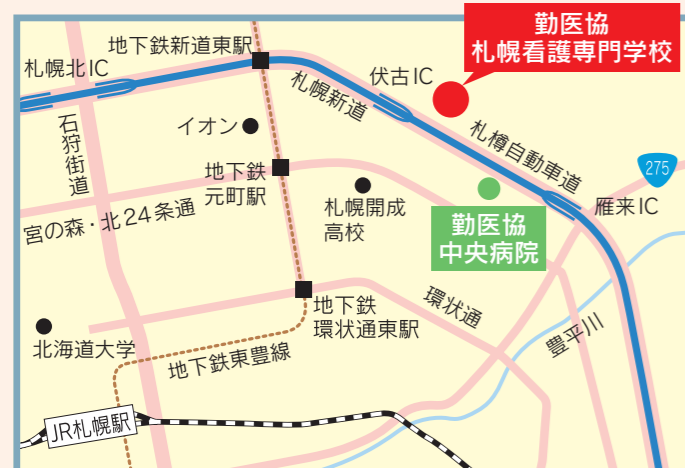 勤医協
札幌看護専門学校
地下鉄新道東駅
札幌北IC
伏古IC
札幌新道
イオン
石狩街道
札樽自動車道
275
地下鉄
元町駅
札幌開成
高校
雁来IC
宮の森・北24条通
勤医協
中央病院
地下鉄
環状通東駅
環状通
豊平川
北海道大学
地下鉄東豊線
JR札幌駅